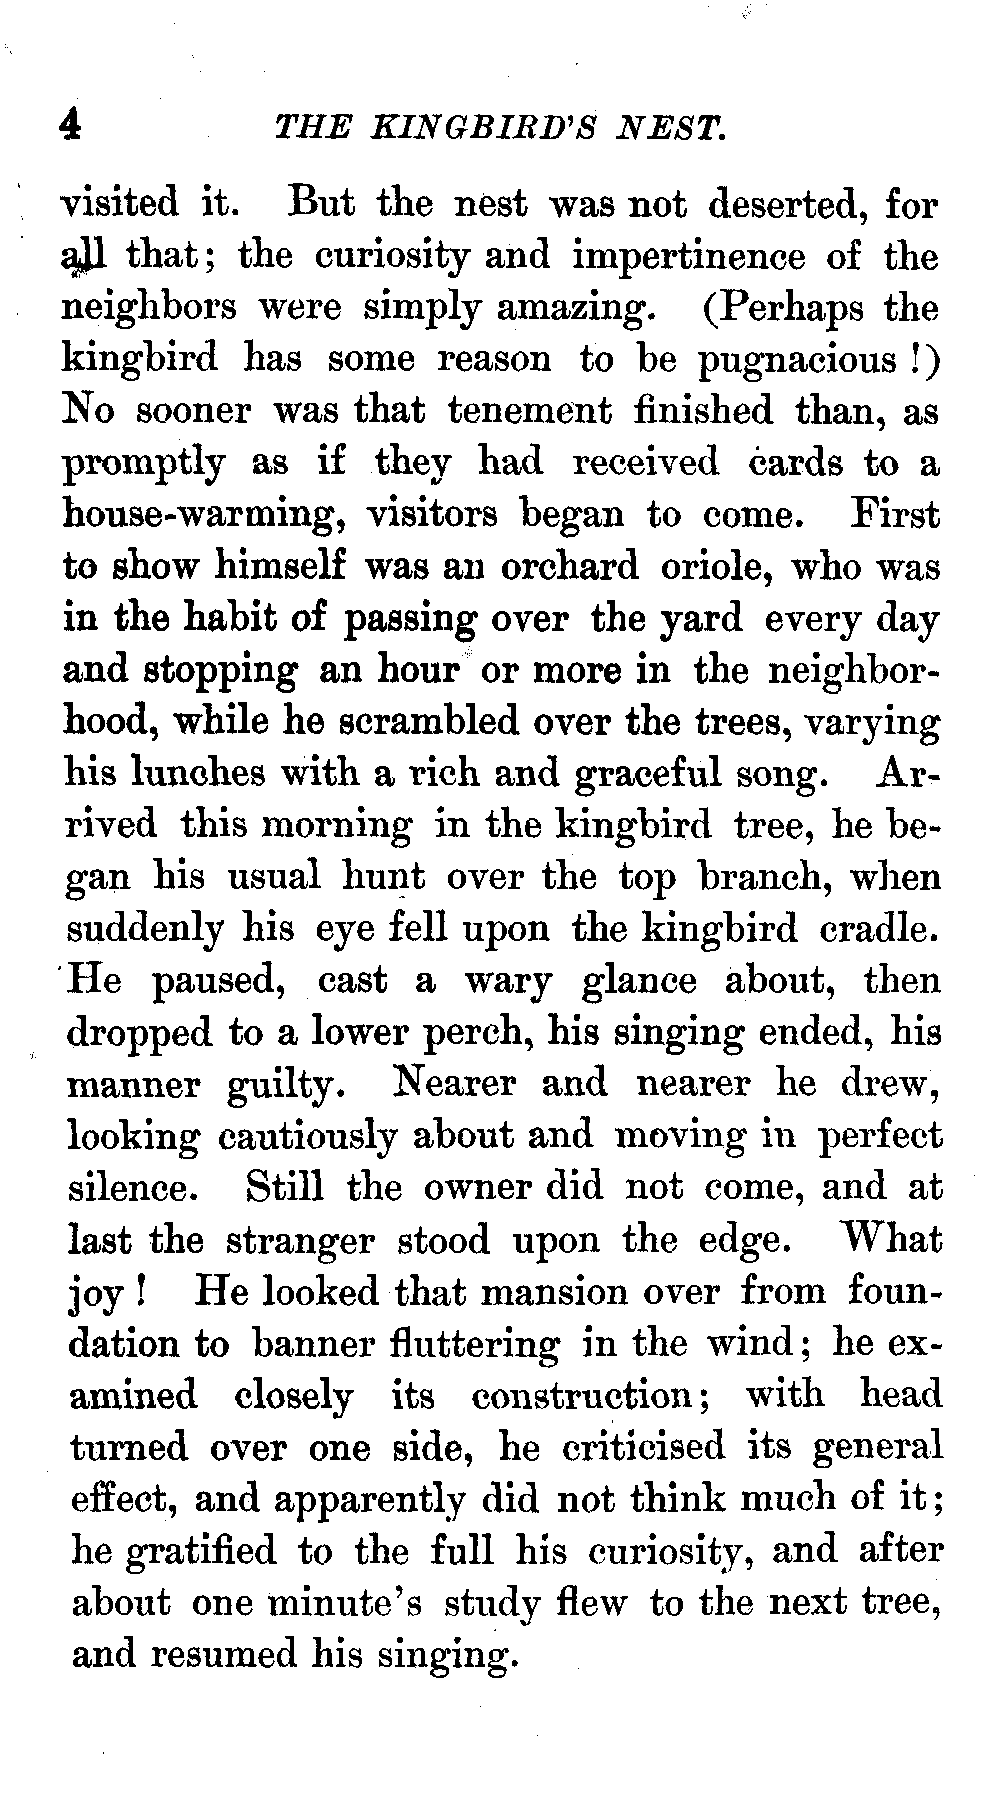 4 THE KINGBIRD'S NEST.
visited it. But the nest was not deserted, for
all that; the curiosity and impertinence of the
neighbors were simply amazing. (Perhaps the
kingbird has some reason to be pugnacious!)
No sooner was that tenement finished than, as
promptly as if they had received cards to a
house-warming, visitors began to come. First
to show himself was an orchard oriole, who was
in the habit of passing over the yard every day
and stopping an hour or more in the neighbor-
hood, while he scrambled over the trees, varying
his lunches with a rich and graceful song. Ar-
rived this morning in the kingbird tree, he be-
gan his usual hunt over the top branch, when
suddenly his eye fell upon the kingbird cradle.
He paused, cast a wary glance about, then
dropped to a lower perch, his singing ended, his
manner guilty. Nearer and nearer he drew,
looking cautiously about and moving in perfect
silence. Still the owner did not come, and at
last the stranger stood upon the edge. What
joy! He looked that mansion over from foun-
dation to banner fluttering in the wind; he ex-
amined closely its construction; with head
turned over one side, he criticised its general
effect, and apparently did not think much of it;
he gratified to the full his curiosity, and after
about one minute's study flew to the next tree,
and resumed his singing.